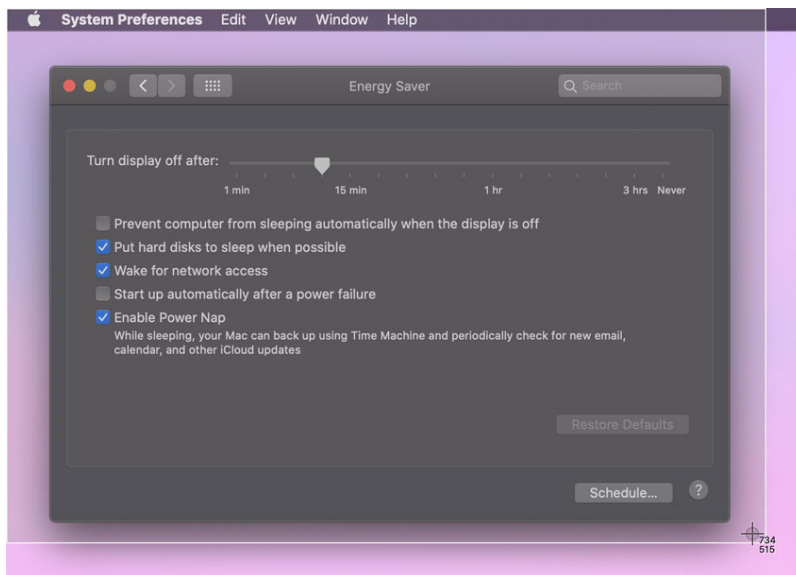 System Preferences Edit View Window Help
Energy Saver Search
Turn display off after:
1 min 15 min 1 hr 3 hrs Never
Prevent computer from sleeping automatically when the display is off
Put hard disks to sleep when possible
Wake for network access
Start up automatically after a power failure
Enable Power Nap
While sleeping, your Mac can back up using Time Machine and periodically check for new email,
calendar, and other iCloud updates
Restore Defaults
Schedule... ?
734
515